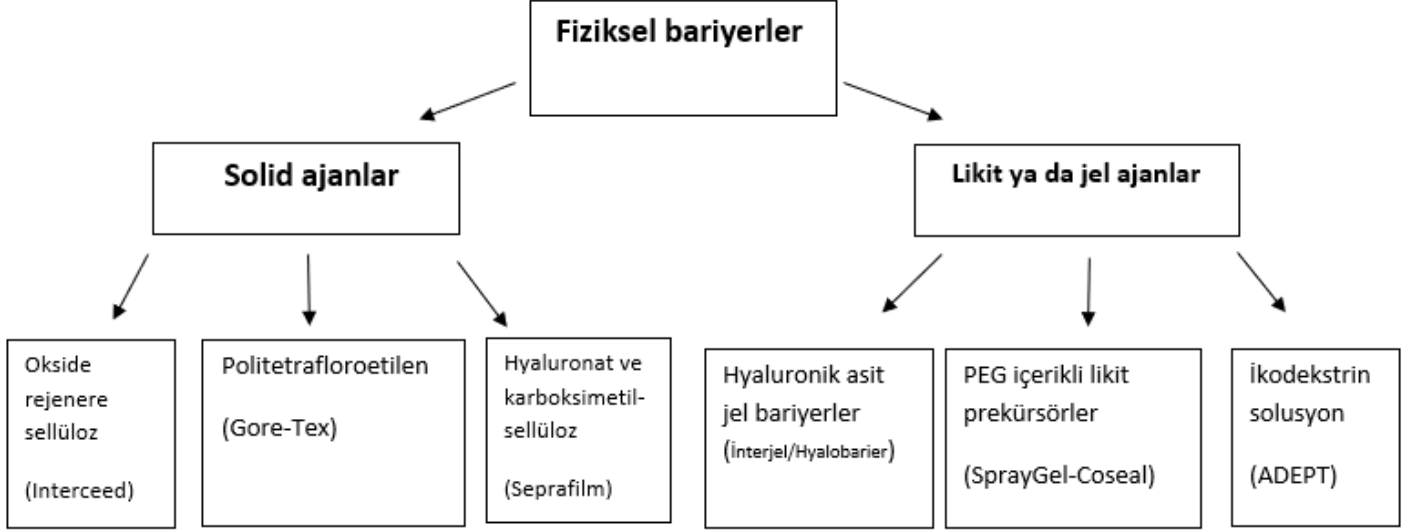 Fiziksel bariyerler
Solid ajanlar
Likit ya da jel ajanlar
Okside
rejenere
sellüloz
(Interceed)
Politetrafloroetilen
(Gore-Tex)
Hyaluronat ve
karboksimetil-
sellüloz
(Seprafilm)
Hyaluronik asit
jel bariyerler
(İnterjel/Hyalobarier)
PEG içerikli likit
prekürsörler
(SprayGel-Coseal)
İkodekstrin
solusyon
(ADEPT)